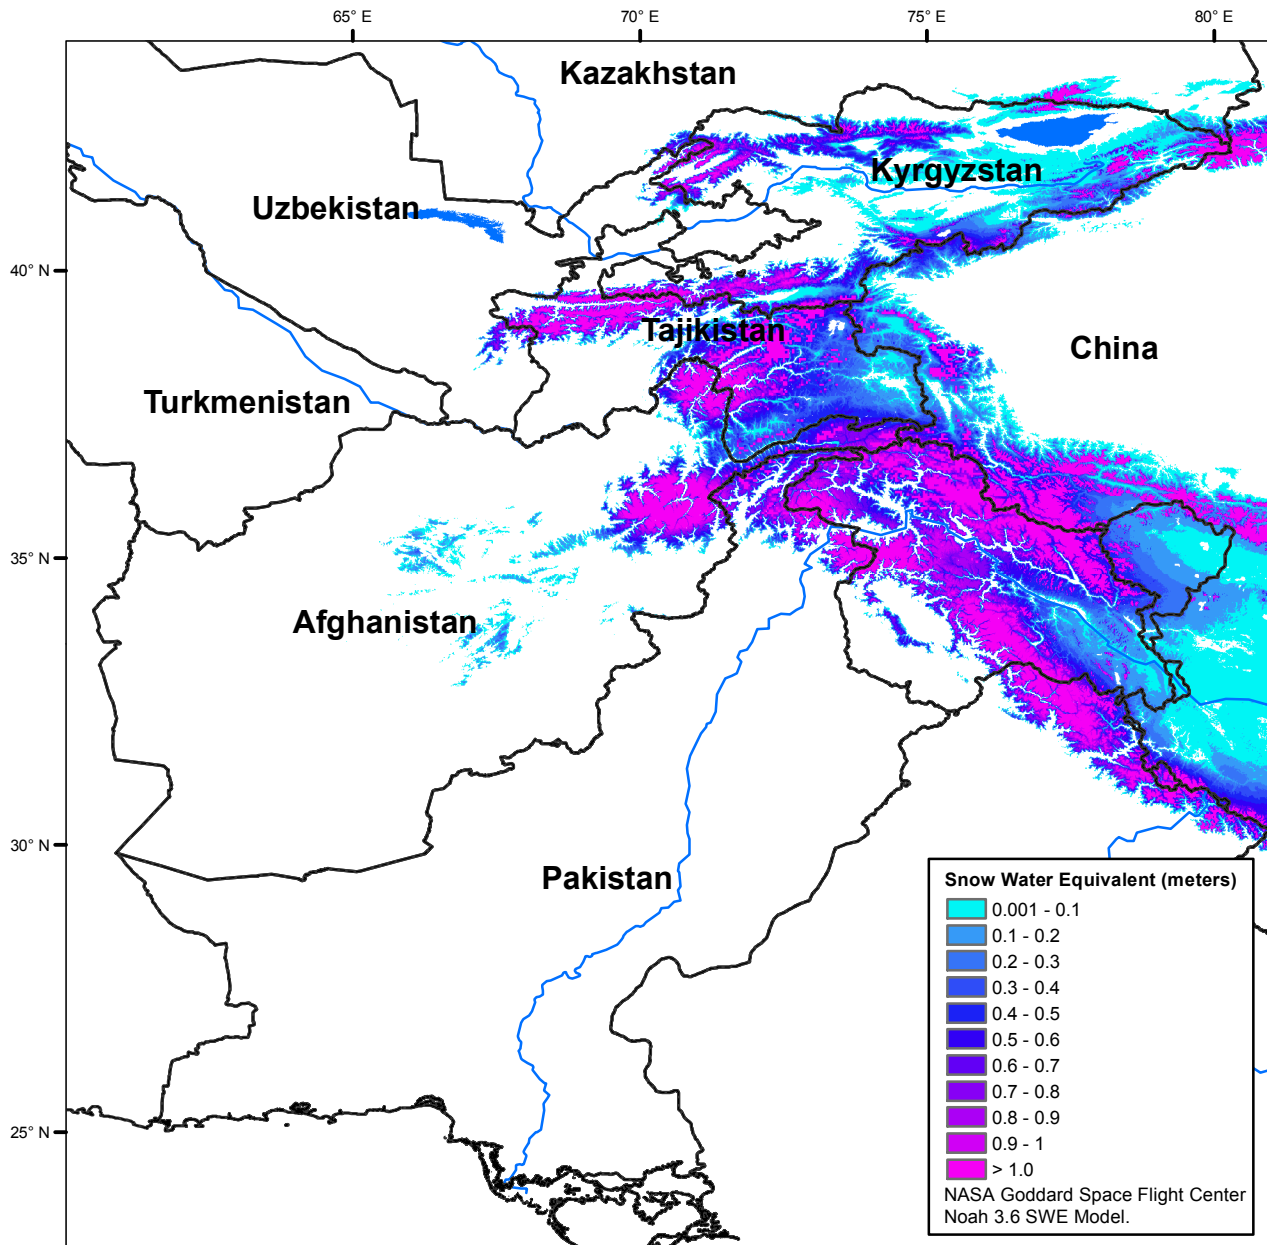 65° E
70° E
75° E
80° E
Kazakhstan
Kyrgyzstan
Uzbekistan
40° N
Tajikistan
China
Turkmenistan
35° N
Afghanistan
30° N
Pakistan
25° N
Snow Water Equivalent (meters)
0.001 - 0.1
0.1 - 0.2
0.2 - 0.3
0.3 - 0.4
0.4 - 0.5
0.5 - 0.6
0.6 - 0.7
0.7 - 0.8
0.8 - 0.9
0.9 - 1
> 1.0
NASA Goddard Space Flight Center
Noah 3.6 SWE Model.